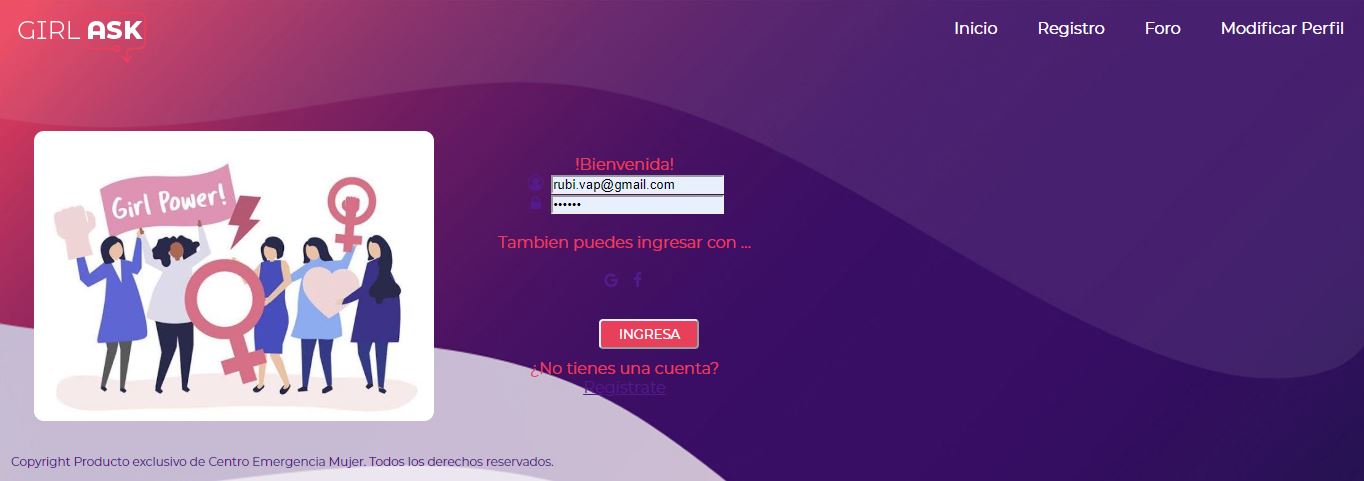 GIRL ASK
Inicio Registro Foro Modificar Perfil
Girl Power!
!Bienvenida!
rubi.vap@gmail.com
••••••
Tambien puedes ingresar con ...
G f
INGRESA
¿No tienes una cuenta?
Regístrate
Copyright Producto exclusivo de Centro Emergencia Mujer. Todos los derechos reservados.